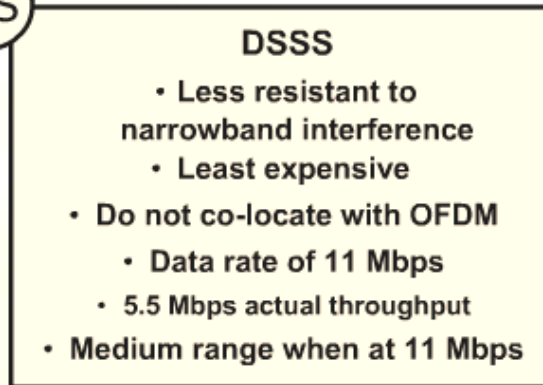 S
DSSS
• Less resistant to
narrowband interference
• Least expensive
• Do not co-locate with OFDM
• Data rate of 11 Mbps
• 5.5 Mbps actual throughput
• Medium range when at 11 Mbps